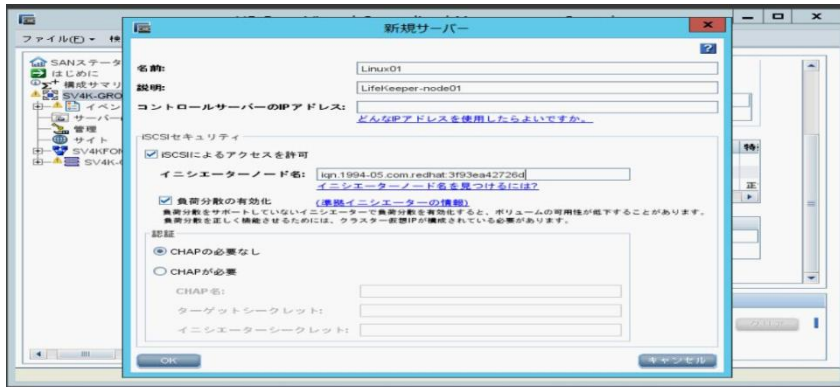 新規サーバー
ファイル(F)
検
SANステータ
はじめに
構成サマリ
SV4K-GRO
イベン
サーバー
管理
サイト
SV4KFOM
SV4K-
名前:
Linux01
説明:
LifeKeeper-node01
コントロールサーバーのIPアドレス:
どんなIPアドレスを使用したらよいですか。
iSCSIセキュリティ
iSCSIによるアクセスを許可
イニシエーターノード名:
iqn.1994-05.com.redhat:3f93ea42726d
イニシエーターノード名を見つけるには?
負荷分散の有効化
(準拠イニシエーターの情報)
負荷分散をサポートしていないイニシエーターで負荷分散を有効化すると、ボリュームの可用性が低下することがあります。
負荷分散を正しく機能させるためには、クラスター仮想IPが構成されている必要があります。
認証
CHAPの必要なし
CHAPが必要
CHAP名:
ターゲットシークレット:
イニシエーターシークレット:
OK
キャンセル
特
正